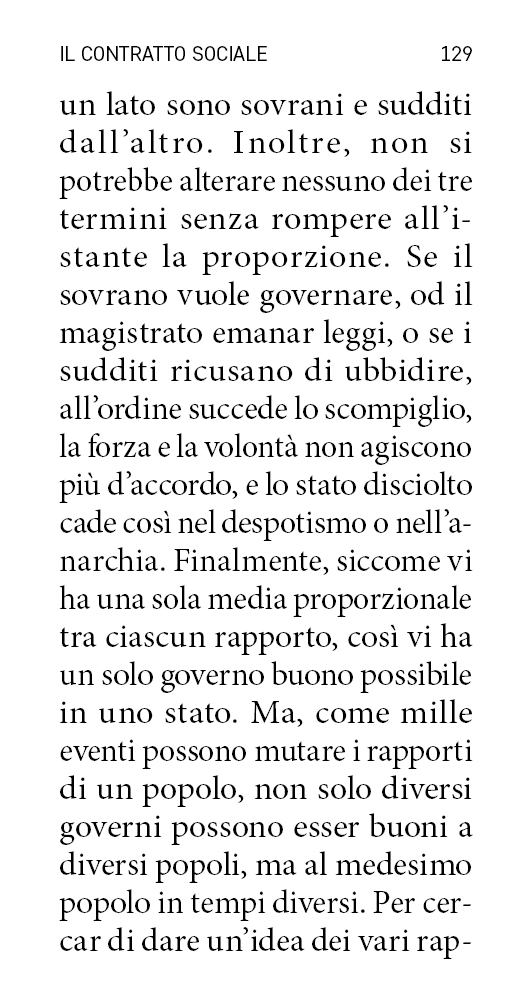 IL CONTRATTO SOCIALE 129
un lato sono sovrani e sudditi
dall'altro. Inoltre, non si
potrebbe alterare nessuno dei tre
termini senza rompere all'i-
stante la proporzione. Se il
sovrano vuole governare, od il
magistrato emanar leggi, o se i
sudditi ricusano di ubbidire,
all'ordine succede lo scompiglio,
la forza e la volontà non agiscono
più d'accordo, e lo stato disciolto
cade così nel despotismo o nell'a-
narchia. Finalmente, siccome vi
ha una sola media proporzionale
tra ciascun rapporto, così vi ha
un solo governo buono possibile
in uno stato. Ma, come mille
eventi possono mutare i rapporti
di un popolo, non solo diversi
governi possono esser buoni a
diversi popoli, ma al medesimo
popolo in tempi diversi. Per cer-
car di dare un'idea dei vari rap-